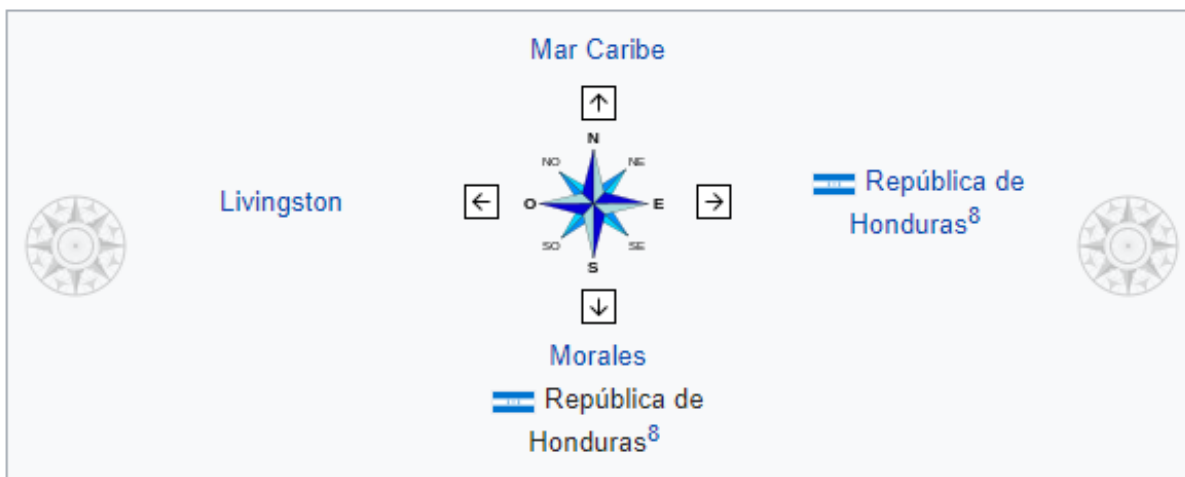 Mar Caribe
↑
N
NO NE
Livingston ← O E → República de
Honduras8
SO SE
S
↓
Morales
República de
Honduras8